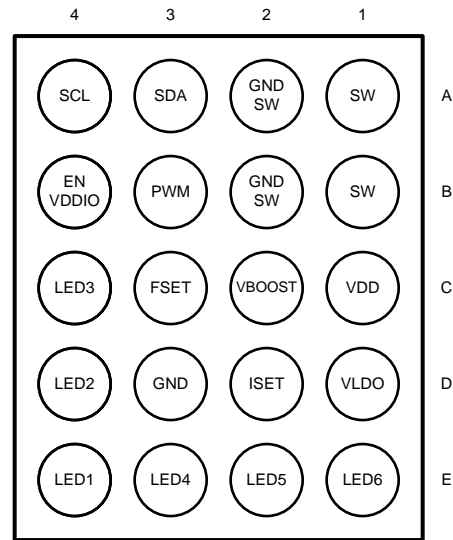 4 3 2 1
SCL SDA GND SW SW A
EN VDDIO PWM GND SW SW B
LED3 FSET VBOOST VDD C
LED2 GND ISET VLDO D
LED1 LED4 LED5 LED6 E